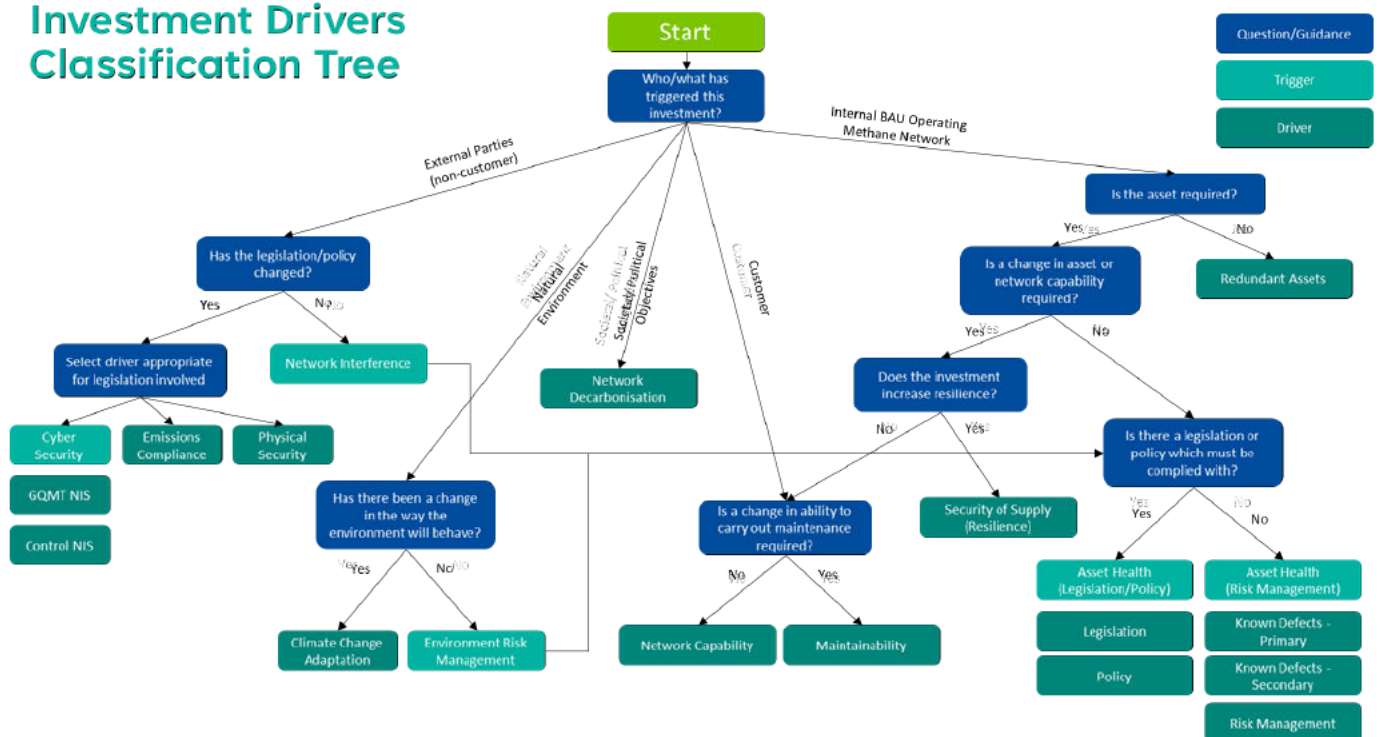 Investment Drivers
Classification Tree
Start
Question/Guidance
Trigger
Driver
Who/what has
triggered this
investment?
External Parties
(non-customer)
Natural
Environment
Societal/Political
Objectives
Customer
Internal BAU Operating
Methane Network
Is the asset required?
Yes
No
Has the legislation/policy
changed?
Is a change in asset or
network capability
required?
Redundant Assets
Yes
No
Yes
No
Select driver appropriate
for legislation involved
Network Interference
Network
Decarbonisation
Does the investment
increase resilience?
No
Yes
Cyber
Security
Emissions
Compliance
Physical
Security
Is there a legislation or
policy which must be
complied with?
GQMT NIS
Control NIS
Has there been a change
in the way the
environment will behave?
Is a change in ability to
carry out maintenance
required?
Security of Supply
(Resilience)
Yes
No
No
Yes
Yes
No
Climate Change
Adaptation
Environment Risk
Management
Network Capability
Maintainability
Asset Health
(Legislation/Policy)
Asset Health
(Risk Management)
Legislation
Known Defects -
Primary
Policy
Known Defects -
Secondary
Risk Management